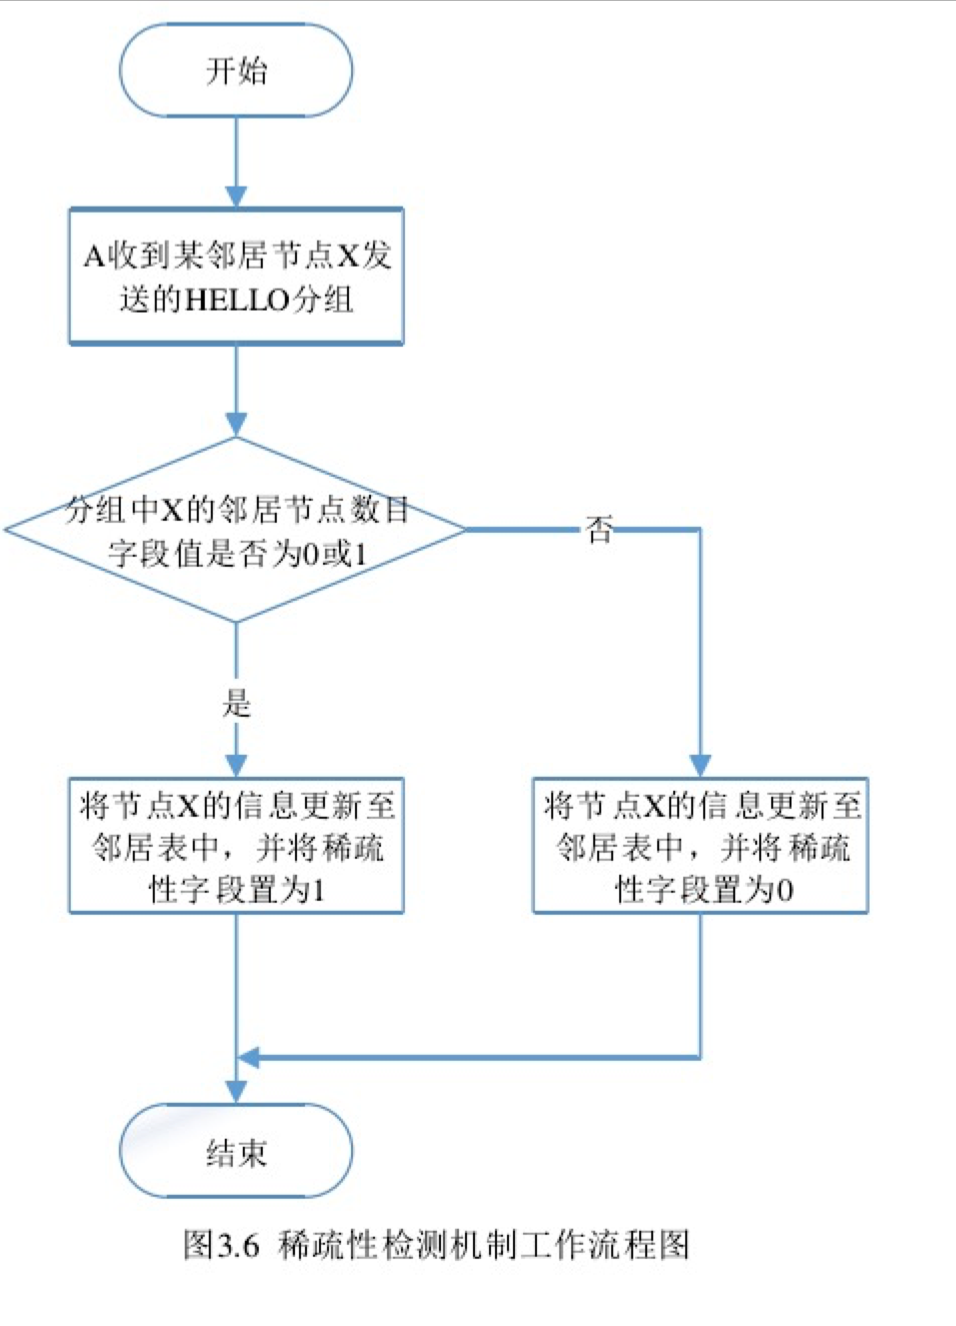 开始
A收到某邻居节点X发
送的HELLO分组
分组中X的邻居节点数目
字段值是否为0或1
否
是
将节点X的信息更新至
邻居表中，并将稀疏
性字段置为1
将节点X的信息更新至
邻居表中，并将稀疏
性字段置为0
结束
图3.6 稀疏性检测机制工作流程图